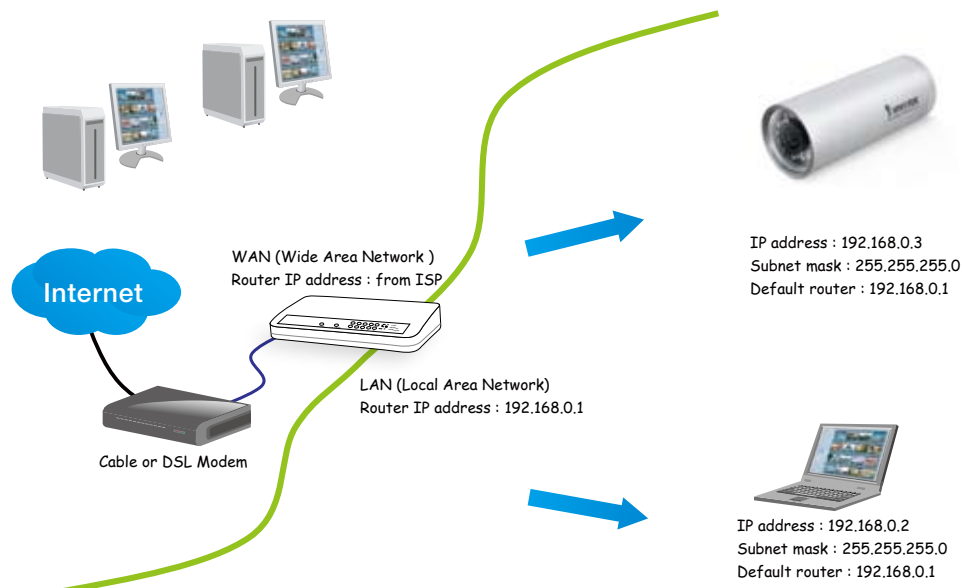 WAN (Wide Area Network )
Router IP address : from ISP
Internet
LAN (Local Area Network)
Router IP address : 192.168.0.1
Cable or DSL Modem
IP address : 192.168.0.3
Subnet mask : 255.255.255.0
Default router : 192.168.0.1
IP address : 192.168.0.2
Subnet mask : 255.255.255.0
Default router : 192.168.0.1